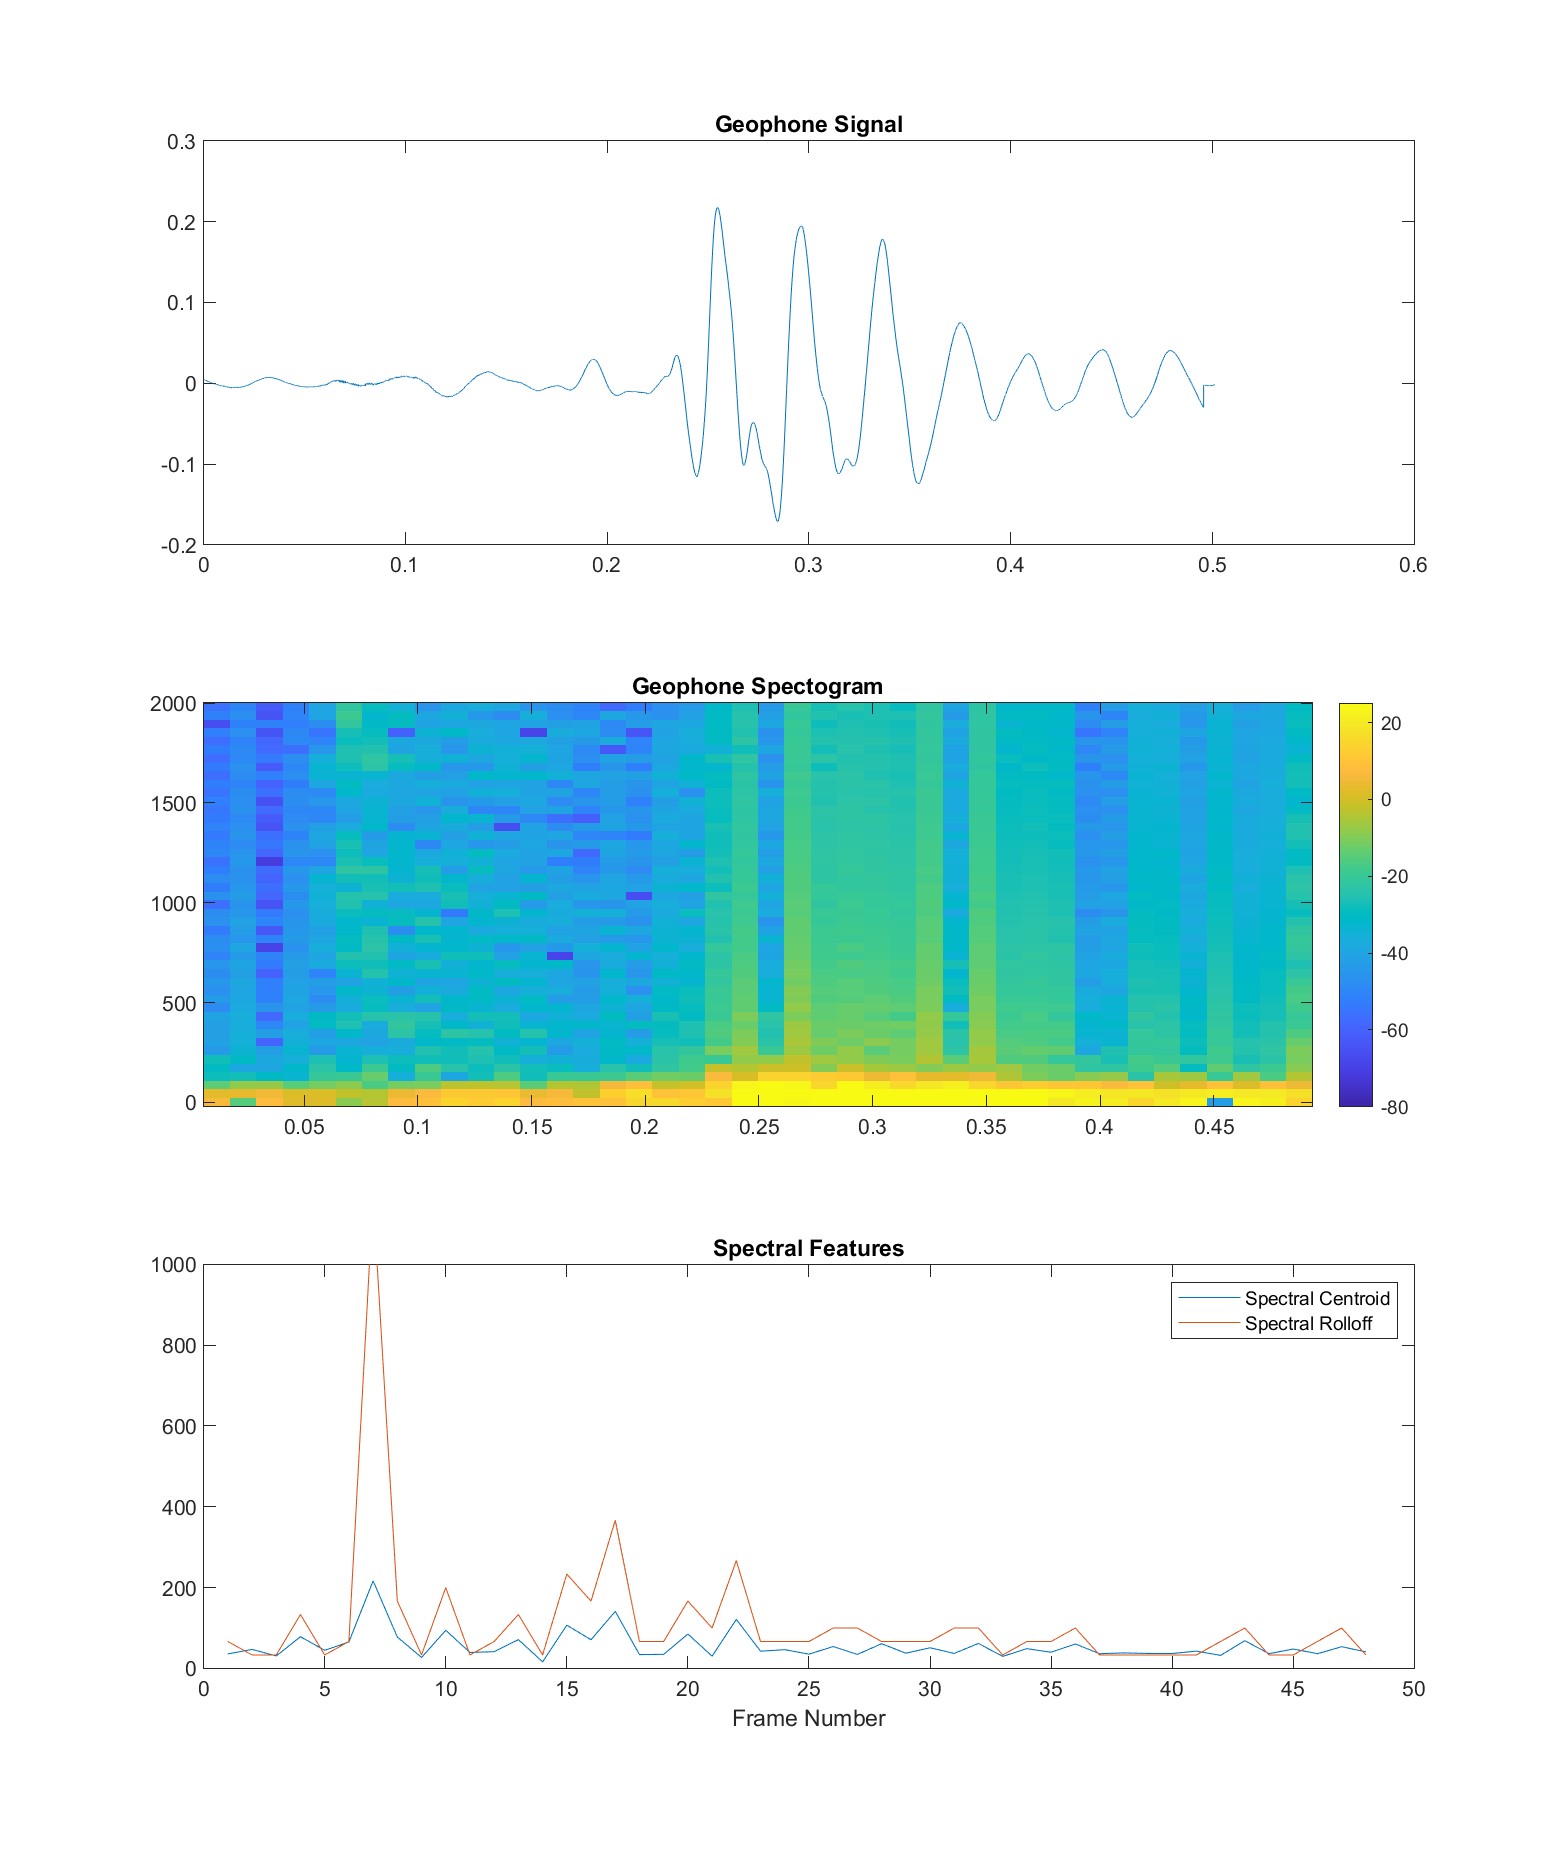 Geophone Signal
0.3
0.2
0.1
0
-0.1
-0.2
0 0.1 0.2 0.3 0.4 0.5 0.6
Geophone Spectogram
2000
1500
1000
500
0
20
0
-20
-40
-60
-80
0.05 0.1 0.15 0.2 0.25 0.3 0.35 0.4 0.45
Spectral Features
1000
800
600
400
200
0
Spectral Centroid
Spectral Rolloff
0 5 10 15 20 25 30 35 40 45 50
Frame Number